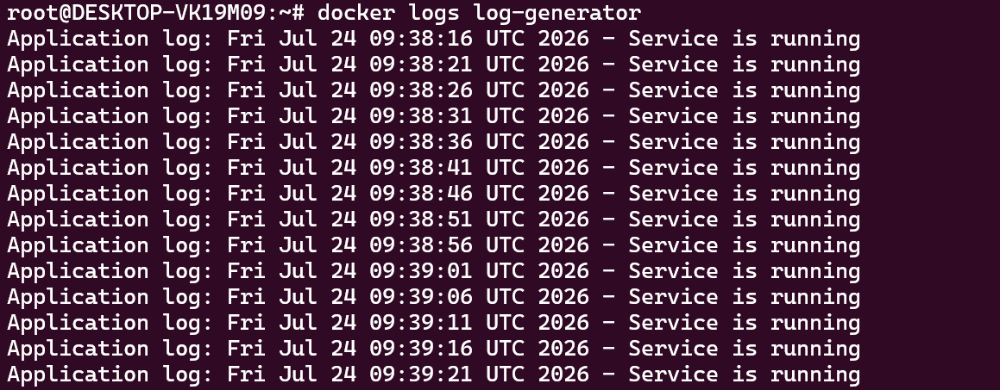 root@DESKTOP-VK19M09:~# docker logs log-generator
Application log: Fri Jul 24 09:38:16 UTC 2026 - Service is running
Application log: Fri Jul 24 09:38:21 UTC 2026 - Service is running
Application log: Fri Jul 24 09:38:26 UTC 2026 - Service is running
Application log: Fri Jul 24 09:38:31 UTC 2026 - Service is running
Application log: Fri Jul 24 09:38:36 UTC 2026 - Service is running
Application log: Fri Jul 24 09:38:41 UTC 2026 - Service is running
Application log: Fri Jul 24 09:38:46 UTC 2026 - Service is running
Application log: Fri Jul 24 09:38:51 UTC 2026 - Service is running
Application log: Fri Jul 24 09:38:56 UTC 2026 - Service is running
Application log: Fri Jul 24 09:39:01 UTC 2026 - Service is running
Application log: Fri Jul 24 09:39:06 UTC 2026 - Service is running
Application log: Fri Jul 24 09:39:11 UTC 2026 - Service is running
Application log: Fri Jul 24 09:39:16 UTC 2026 - Service is running
Application log: Fri Jul 24 09:39:21 UTC 2026 - Service is running